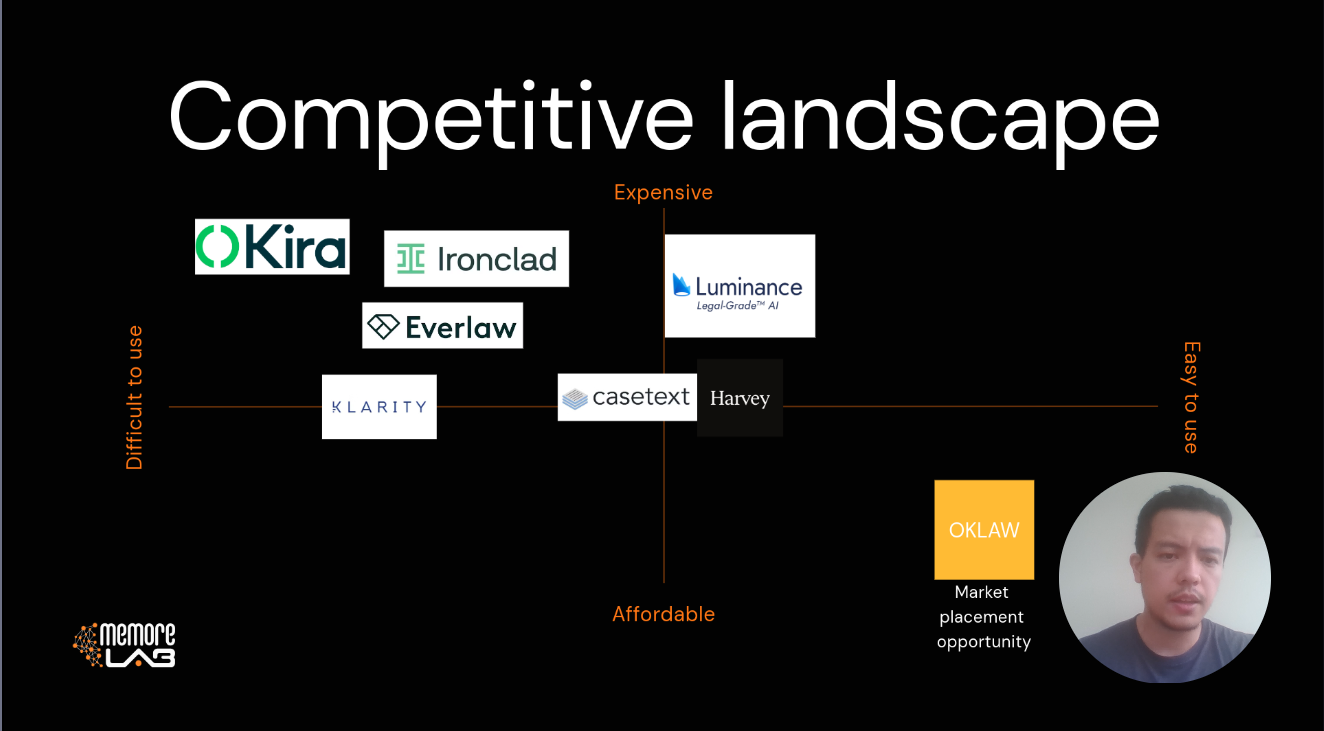 Competitive landscape
Expensive
Kira
Ironclad
Luminance
Legal-Grade™ AI
Everlaw
Difficult to use
Easy to use
KLARITY
casetext
Harvey
OKLAW
Market
placement
opportunity
Affordable
memore
LAB